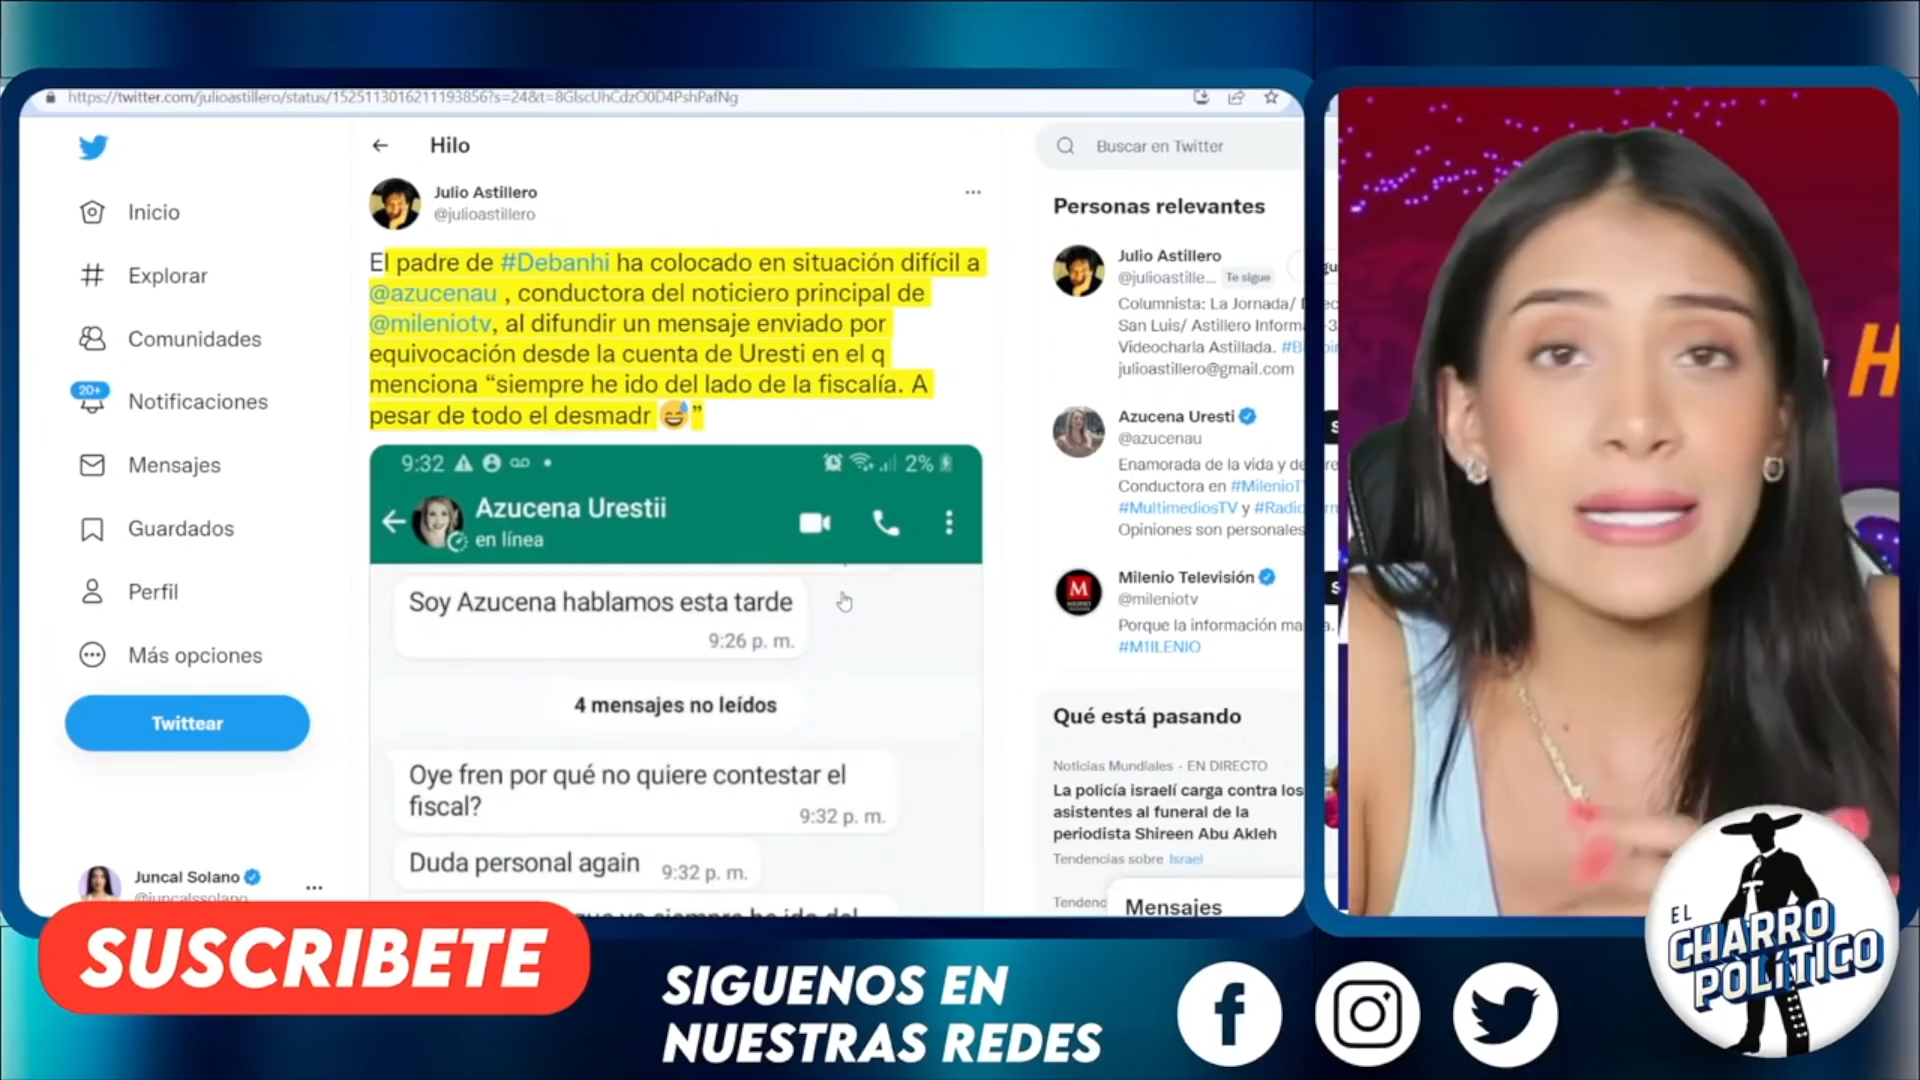 https://twitter.com/julioastillero/status/1525113016211193856?s=24&t=8GlscUhCdzO0D4PshPafNg
Inicio
Explorar
Comunidades
20+
Notificaciones
Mensajes
Guardados
Perfil
Más opciones
Twittear
Juncal Solano
@juncalssolano
Hilo
Julio Astillero
@julioastillero
El padre de #Debanhi ha colocado en situación difícil a
@azucenau , conductora del noticiero principal de
@mileniotv, al difundir un mensaje enviado por
equivocación desde la cuenta de Uresti en el q
menciona “siempre he ido del lado de la fiscalía. A
pesar de todo el desmadr 😅”
9:32
2%
Azucena Urestii
en línea
Soy Azucena hablamos esta tarde
9:26 p. m.
4 mensajes no leídos
Oye fren por qué no quiere contestar el
fiscal?
9:32 p. m.
Duda personal again
9:32 p. m.
siempre he ido del
Buscar en Twitter
Personas relevantes
Julio Astillero
@julioastille... Te sigue
Columnista: La Jornada/
San Luis/ Astillero
Videocharla Astillada.
julioastillero@gmail.com
Azucena Uresti
@azucenau
Enamorada de la vida y
Conductora en
#MultimediosTV y
Opiniones son personales
Milenio Televisión
@mileniotv
Porque la información
#M1ILENIO
Qué está pasando
Noticias Mundiales - EN DIRECTO
La policía israelí carga contra los
asistentes al funeral de la
periodista Shireen Abu Akleh
Tendencias sobre Israel
Mensajes
H
SUSCRIBETE
SIGUENOS EN
NUESTRAS REDES
EL
CHARRO
POLÍTICO